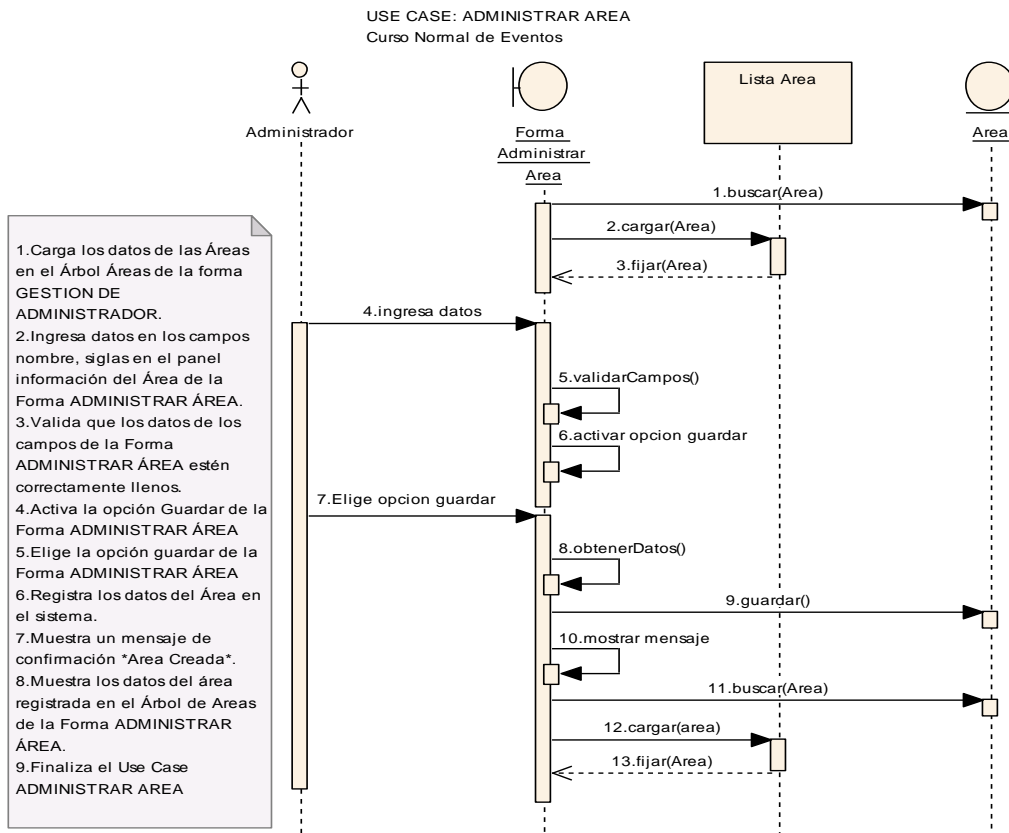 USE CASE: ADMINISTRAR AREA
Curso Normal de Eventos
Administrador
Forma
Administrar
Area
Lista Area
Area
1.buscar(Area)
2.cargar(Area)
3.fijar(Area)
4.ingresa datos
5.validarCampos()
6.activar opcion guardar
7.Elige opcion guardar
8.obtenerDatos()
9.guardar()
10.mostrar mensaje
11.buscar(Area)
12.cargar(area)
13.fijar(Area)
1.Carga los datos de las Áreas
en el Árbol Áreas de la forma
GESTION DE
ADMINISTRADOR.
2.Ingresa datos en los campos
nombre, siglas en el panel
información del Área de la
Forma ADMINISTRAR ÁREA.
3.Valida que los datos de los
campos de la Forma
ADMINISTRAR ÁREA estén
correctamente llenos.
4.Activa la opción Guardar de la
Forma ADMINISTRAR ÁREA
5.Elige la opción guardar de la
Forma ADMINISTRAR ÁREA
6.Registra los datos del Área en
el sistema.
7.Muestra un mensaje de
confirmación *Area Creada*.
8.Muestra los datos del área
registrada en el Árbol de Areas
de la Forma ADMINISTRAR
ÁREA.
9.Finaliza el Use Case
ADMINISTRAR AREA